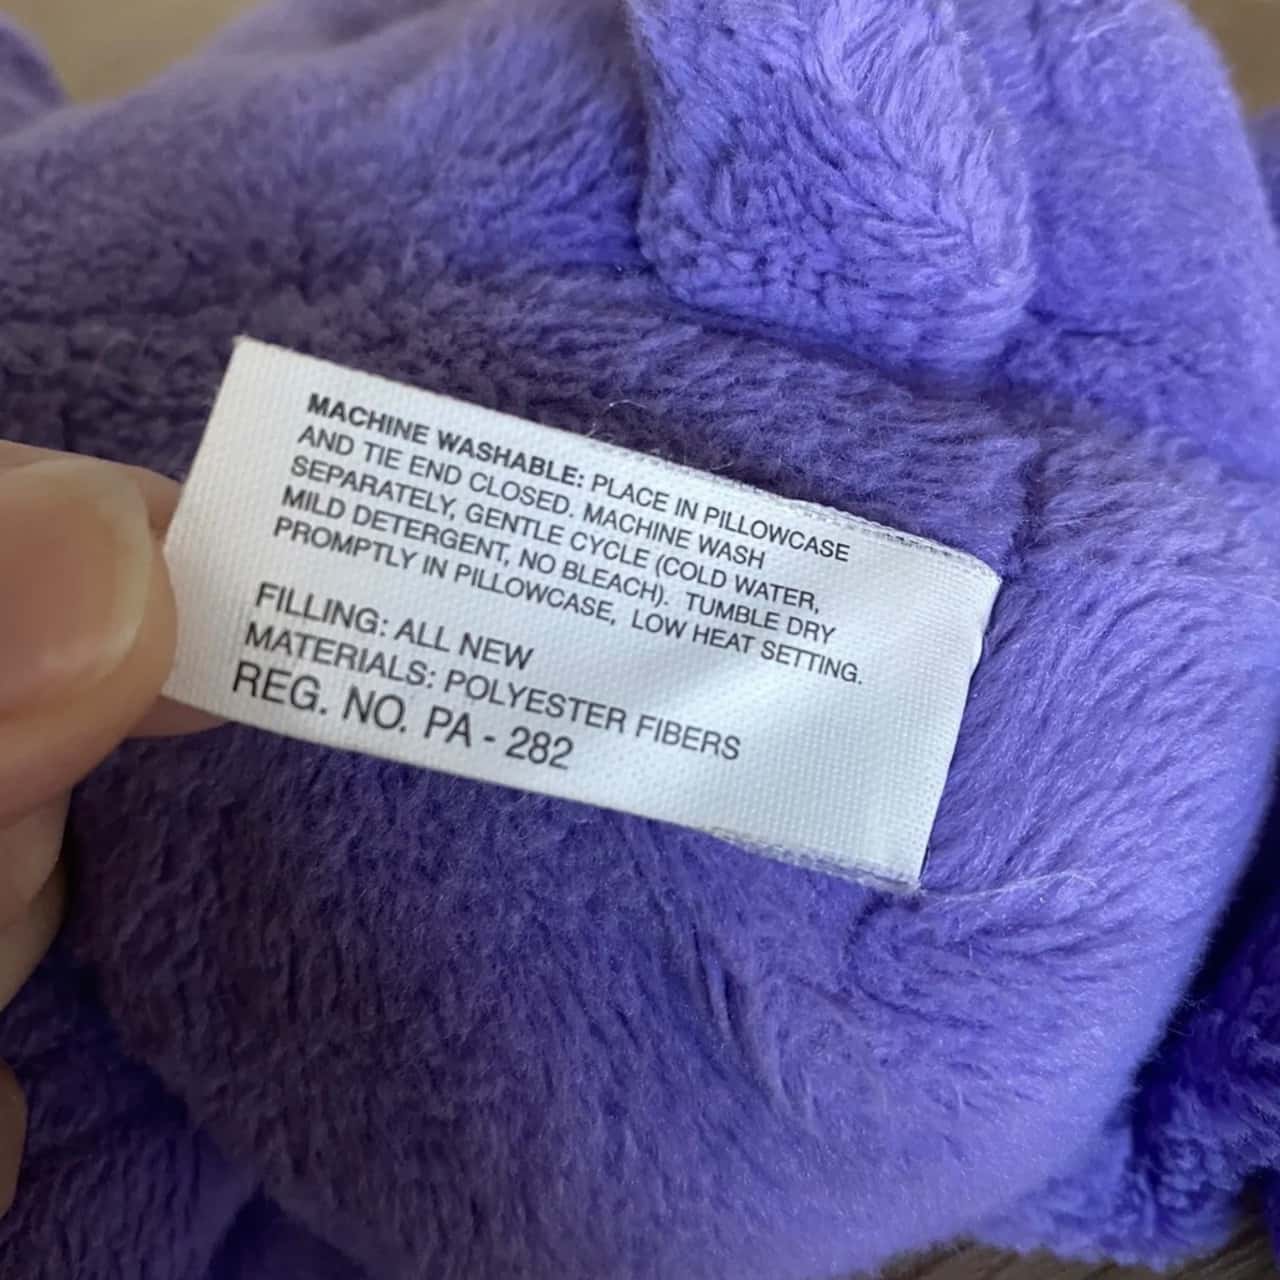 MACHINE WASHABLE: PLACE IN PILLOWCASE
AND TIE END CLOSED. MACHINE WASH
SEPARATELY, GENTLE CYCLE (COLD WATER,
MILD DETERGENT, NO BLEACH). TUMBLE DRY
PROMPTLY IN PILLOWCASE, LOW HEAT SETTING.
FILLING: ALL NEW
MATERIALS: POLYESTER FIBERS
REG. NO. PA - 282